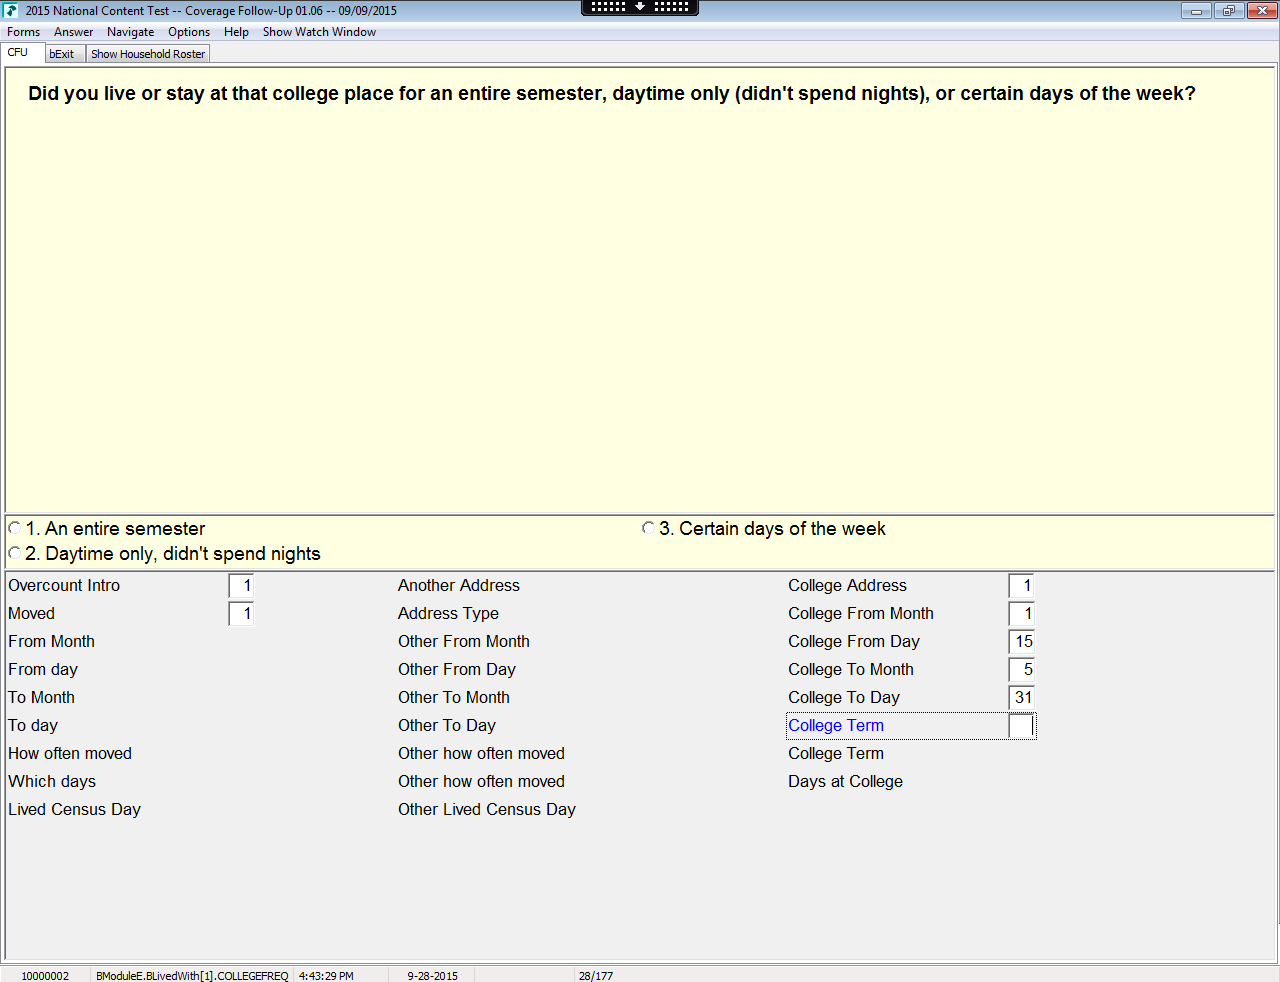 2015 National Content Test -- Coverage Follow-Up 01.06 -- 09/09/2015
Forms Answer Navigate Options Help Show Watch Window
CFU bExit Show Household Roster
Did you live or stay at that college place for an entire semester, daytime only (didn't spend nights), or certain days of the week?
1. An entire semester 3. Certain days of the week
2. Daytime only, didn't spend nights
Overcount Intro 1 Another Address College Address 1
Moved 1 Address Type College From Month 1
From Month Other From Month College From Day 15
From day Other From Day College To Month 5
To Month Other To Month College To Day 31
To day Other To Day College Term
How often moved Other how often moved College Term
Which days Other how often moved Days at College
Lived Census Day Other Lived Census Day
10000002 BModuleE.BLivedWith[1].COLLEGEFREQ 4:43:29 PM 9-28-2015 28/177